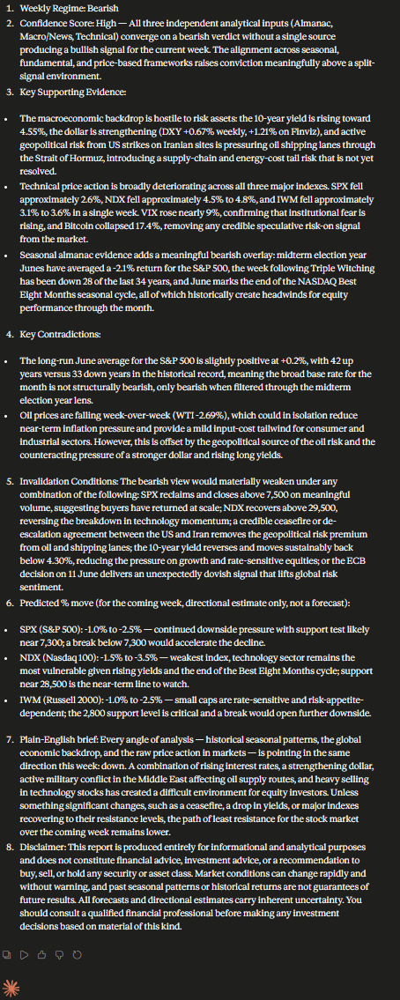 1. Weekly Regime: Bearish
2. Confidence Score: High — All three independent analytical inputs (Almanac,
Macro/News, Technical) converge on a bearish verdict without a single source
producing a bullish signal for the current week. The alignment across seasonal,
fundamental, and price-based frameworks raises conviction meaningfully above a split-
signal environment.
3. Key Supporting Evidence:
• The macroeconomic backdrop is hostile to risk assets: the 10-year yield is rising toward
4.55%, the dollar is strengthening (DXY +0.67% weekly, +1.21% on Finviz), and active
geopolitical risk from US strikes on Iranian sites is pressuring oil shipping lanes through
the Strait of Hormuz, introducing a supply-chain and energy-cost tail risk that is not yet
resolved.
• Technical price action is broadly deteriorating across all three major indexes. SPX fell
approximately 2.6%, NDX fell approximately 4.5% to 4.8%, and IWM fell approximately
3.1% to 3.6% in a single week. VIX rose nearly 9%, confirming that institutional fear is
rising, and Bitcoin collapsed 17.4%, removing any credible speculative risk-on signal
from the market.
• Seasonal almanac evidence adds a meaningful bearish overlay: midterm election year
Junes have averaged a -2.1% return for the S&P 500, the week following Triple Witching
has been down 28 of the last 34 years, and June marks the end of the NASDAQ Best
Eight Months seasonal cycle, all of which historically create headwinds for equity
performance through the month.
4. Key Contradictions:
• The long-run June average for the S&P 500 is slightly positive at +0.2%, with 42 up
years versus 33 down years in the historical record, meaning the broad base rate for the
month is not structurally bearish, only bearish when filtered through the midterm
election year lens.
• Oil prices are falling week-over-week (WTI -2.69%), which could in isolation reduce
near-term inflation pressure and provide a mild input-cost tailwind for consumer and
industrial sectors. However, this is offset by the geopolitical source of the oil risk and the
counteracting pressure of a stronger dollar and rising long yields.
5. Invalidation Conditions: The bearish view would materially weaken under any
combination of the following: SPX reclaims and closes above 7,500 on meaningful
volume, suggesting buyers have returned at scale; NDX recovers above 29,500,
reversing the breakdown in technology momentum; a credible ceasefire or de-
escalation agreement between the US and Iran removes the geopolitical risk premium
from oil and shipping lanes; the 10-year yield reverses and moves sustainably back
below 4.30%, reducing the pressure on growth and rate-sensitive equities; or the ECB
decision on 11 June delivers an unexpectedly dovish signal that lifts global risk
sentiment.
6. Predicted % move (for the coming week, directional estimate only, not a forecast):
• SPX (S&P 500): -1.0% to -2.5% — continued downside pressure with support test likely
near 7,300; a break below 7,300 would accelerate the decline.
• NDX (Nasdaq 100): -1.5% to -3.5% — weakest index, technology sector remains the
most vulnerable given rising yields and the end of the Best Eight Months cycle; support
near 28,500 is the near-term line to watch.
• IWM (Russell 2000): -1.0% to -2.5% — small caps are rate-sensitive and risk-appetite-
dependent; the 2,800 support level is critical and a break would open further downside.
7. Plain-English brief: Every angle of analysis — historical seasonal patterns, the global
economic backdrop, and the raw price action in markets — is pointing in the same
direction this week: down. A combination of rising interest rates, a strengthening dollar,
active military conflict in the Middle East affecting oil supply routes, and heavy selling
in technology stocks has created a difficult environment for equity investors. Unless
something significant changes, such as a ceasefire, a drop in yields, or major indexes
recovering to their resistance levels, the path of least resistance for the stock market
over the coming week remains lower.
8. Disclaimer: This report is produced entirely for informational and analytical purposes
and does not constitute financial advice, investment advice, or a recommendation to
buy, sell, or hold any security or asset class. Market conditions can change rapidly and
without warning, and past seasonal patterns or historical returns are not guarantees of
future results. All forecasts and directional estimates carry inherent uncertainty. You
should consult a qualified financial professional before making any investment
decisions based on material of this kind.